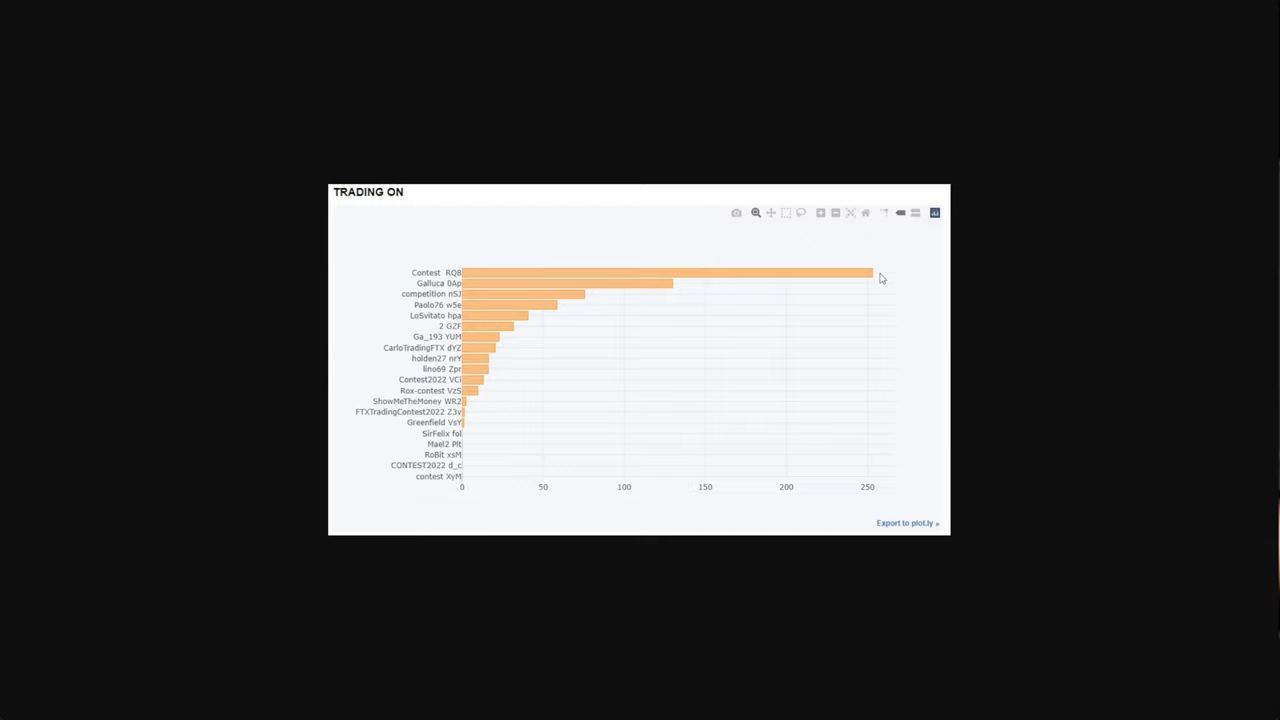 TRADING ON
Contest RQ8
Galluca 0Ap
competition nSJ
Paolo76 w5e
LoSvitato hpa
2 GZF
Ga_193 YUM
CarloTradingFTX dYZ
holden27 nrY
lino69 Zpr
Contest2022 VCi
Rox-contest VzS
ShowMeTheMoney WR2
FTXTradingContest2022 Z3v
Greenfield VsY
SirFelix fol
Mael2 Plt
RoBit xsM
CONTEST2022 d_c
contest XyM
0 50 100 150 200 250
Export to plot.ly »